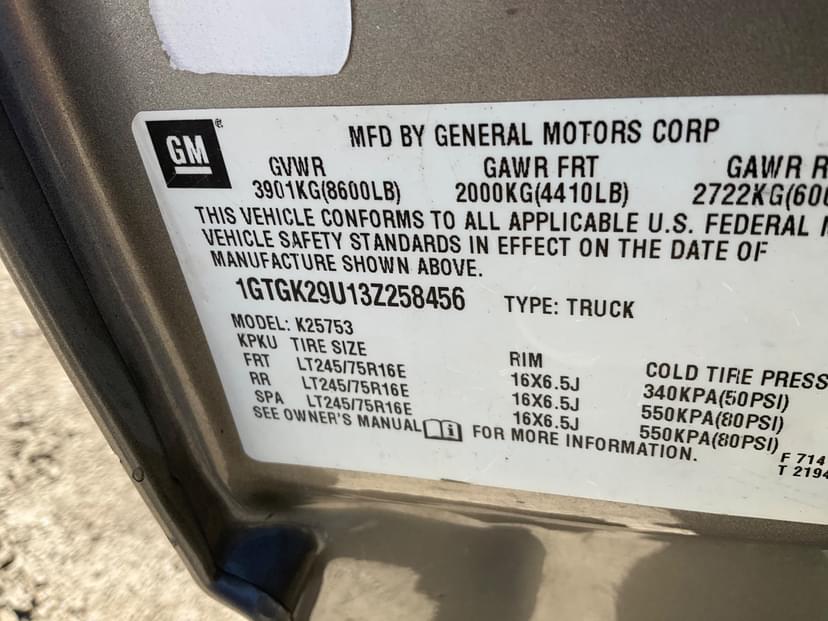 GM®
MFD BY GENERAL MOTORS CORP
GVWR GAWR FRT GAWR R
3901KG(8600LB) 2000KG(4410LB) 2722KG(60
THIS VEHICLE CONFORMS TO ALL APPLICABLE U.S. FEDERAL
VEHICLE SAFETY STANDARDS IN EFFECT ON THE DATE OF
MANUFACTURE SHOWN ABOVE.
1GTGK29U13Z258456 TYPE: TRUCK
MODEL: K25753
KPKU TIRE SIZE RIM COLD TIRE PRESS
FRT LT245/75R16E 16X6.5J 340KPA(50PSI)
RR LT245/75R16E 16X6.5J 550KPA(80PSI)
SPA LT245/75R16E 16X6.5J 550KPA(80PSI)
SEE OWNER'S MANUAL i FOR MORE INFORMATION.
F 714
T 2194